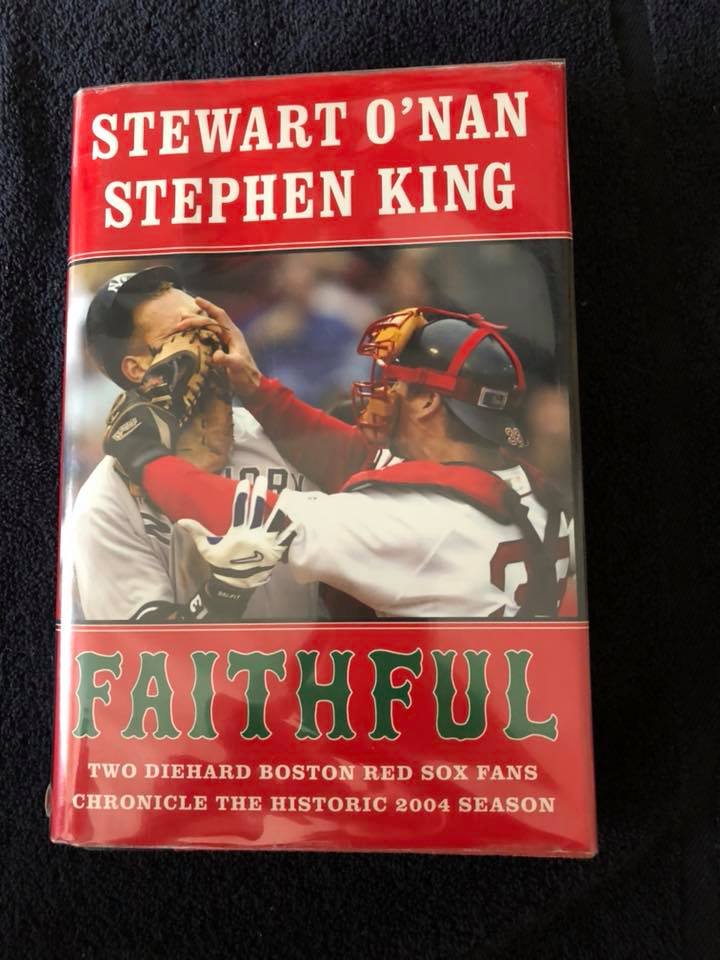 STEWART O'NAN
STEPHEN KING
FAITHFUL
TWO DIEHARD BOSTON RED SOX FANS
CHRONICLE THE HISTORIC 2004 SEASON